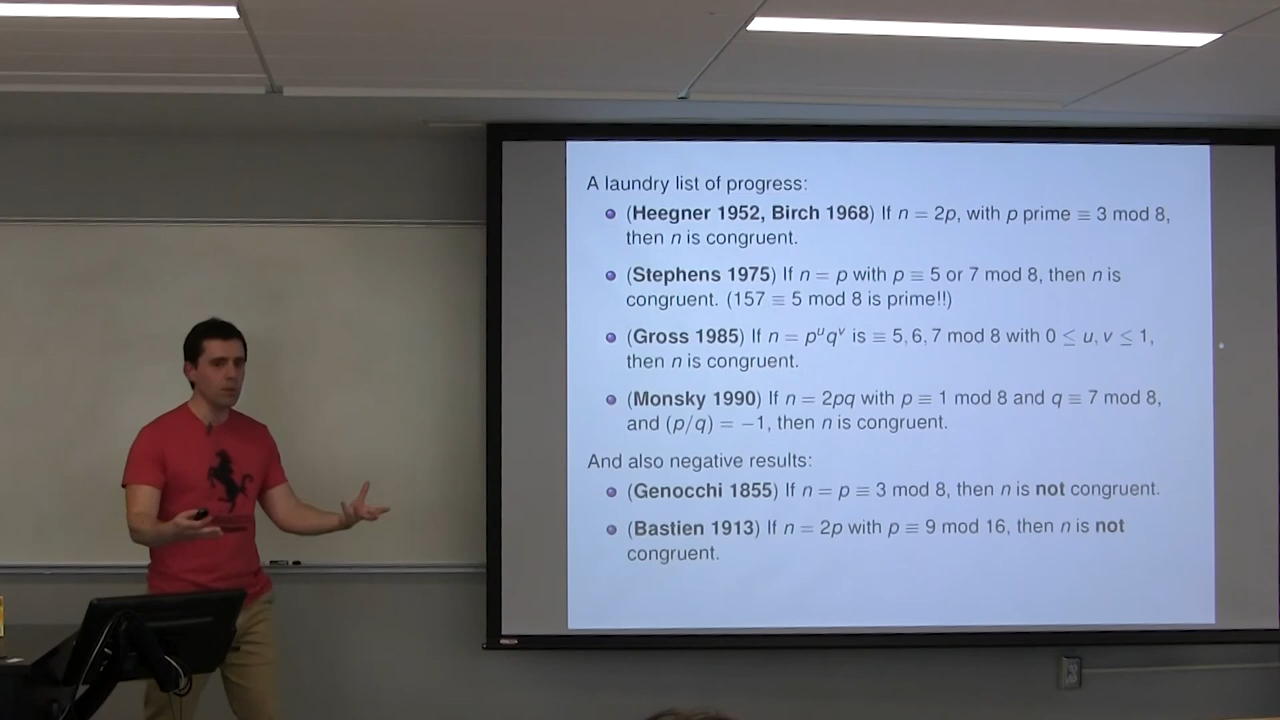 A laundry list of progress:
(Heegner 1952, Birch 1968) If n = 2p, with p prime ≡ 3 mod 8,
then n is congruent.
(Stephens 1975) If n = p with p ≡ 5 or 7 mod 8, then n is
congruent. (157 ≡ 5 mod 8 is prime!!)
(Gross 1985) If n = pᵘqᵛ is ≡ 5, 6, 7 mod 8 with 0 ≤ u, v ≤ 1,
then n is congruent.
(Monsky 1990) If n = 2pq with p ≡ 1 mod 8 and q ≡ 7 mod 8,
and (p/q) = −1, then n is congruent.
And also negative results:
(Genocchi 1855) If n = p ≡ 3 mod 8, then n is not congruent.
(Bastien 1913) If n = 2p with p ≡ 9 mod 16, then n is not
congruent.